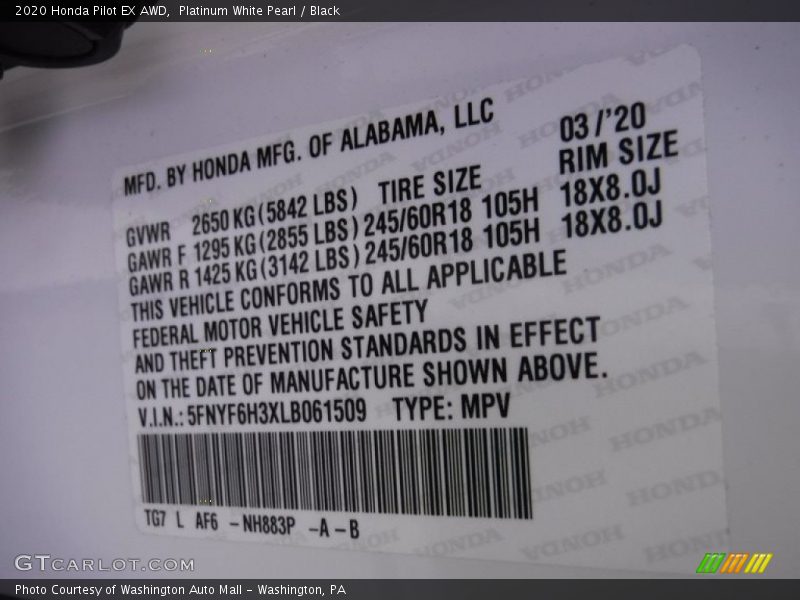 2020 Honda Pilot EX AWD,  Platinum White Pearl / Black
MFD. BY HONDA MFG. OF ALABAMA, LLC 03/'20
TIRE SIZE RIM SIZE
GVWR 2650 KG (5842 LBS)
GAWR F 1295 KG (2855 LBS) 245/60R18 105H 18X8.0J
GAWR R 1425 KG (3142 LBS) 245/60R18 105H 18X8.0J
THIS VEHICLE CONFORMS TO ALL APPLICABLE
FEDERAL MOTOR VEHICLE SAFETY
AND THEFT PREVENTION STANDARDS IN EFFECT
ON THE DATE OF MANUFACTURE SHOWN ABOVE.
V.I.N.: 5FNYF6H3XLB061509 TYPE: MPV
TG7 L AF6 - NH883P - A - B
GTCARLOT.COM
Photo Courtesy of Washington Auto Mall - Washington, PA